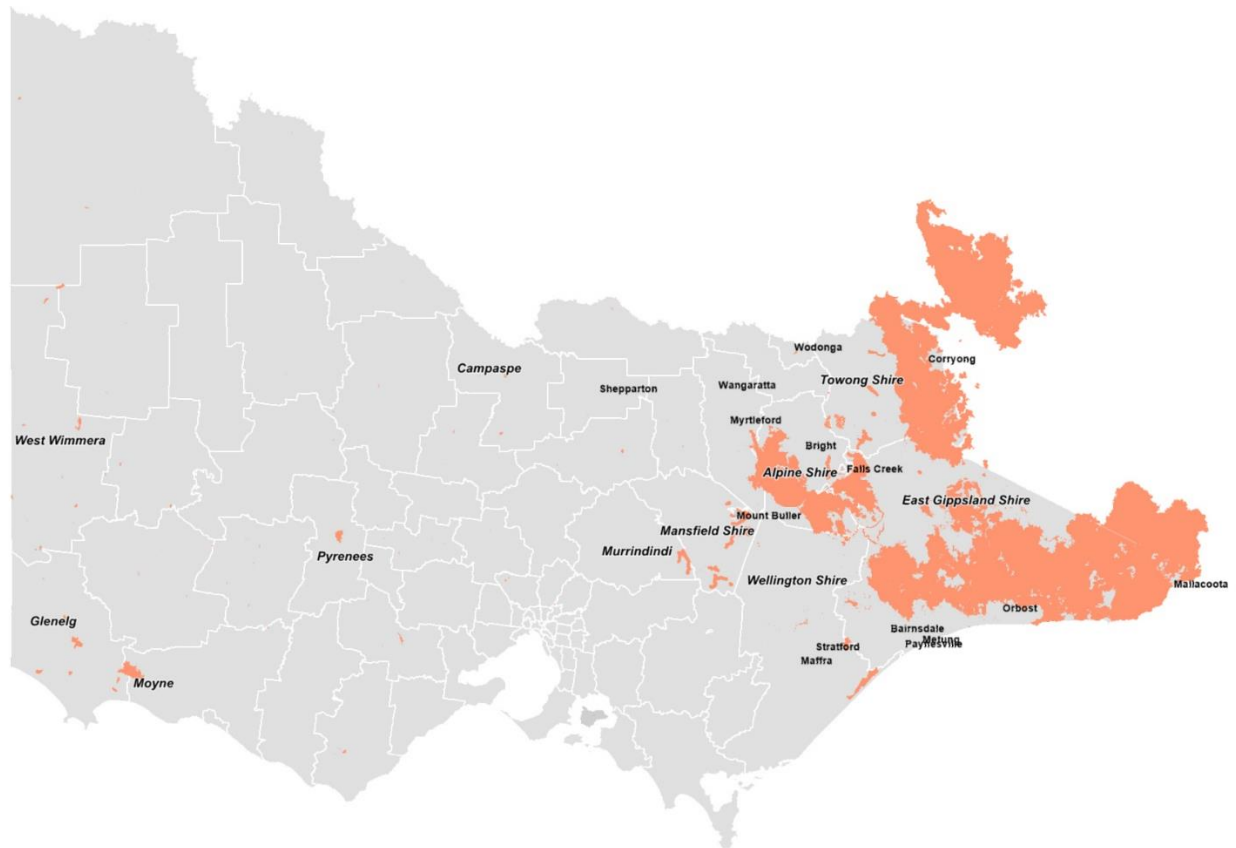 Wodonga
Corryong
Campaspe
Towong Shire
Shepparton
Wangaratta
Myrtleford
West Wimmera
Bright
Falls Creek
Alpine Shire
East Gippsland Shire
Mount Buller
Mansfield Shire
Murrindindi
Pyrenees
Wellington Shire
Mallacoota
Orbost
Glenelg
Bairnsdale
Metung
Paynesville
Stratford
Maffra
Moyne